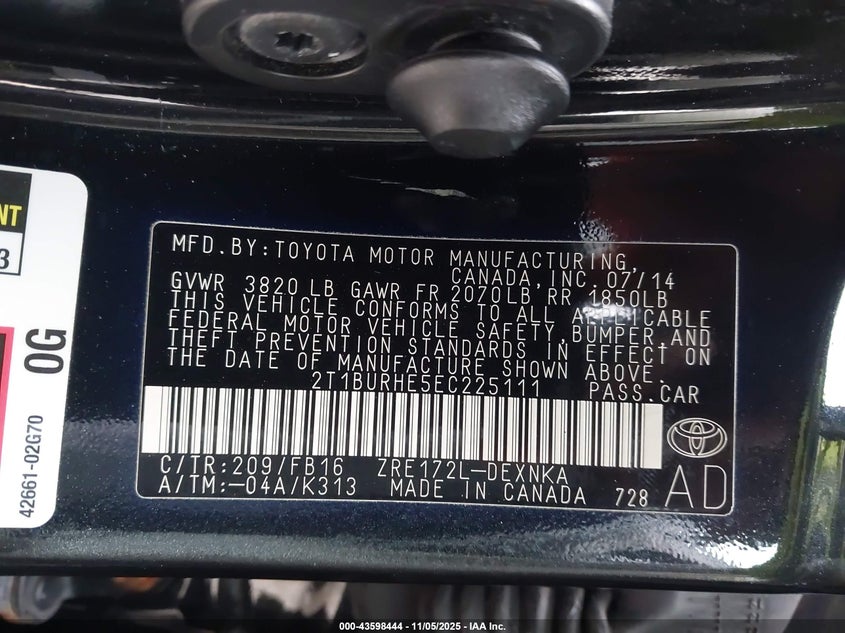 NT
3
OG
42661-02G70
MFD.BY:TOYOTA MOTOR MANUFACTURING,
CANADA,INC. 07/14
GVWR 3820 LB GAWR FR 2070LB RR 1850LB
THIS VEHICLE CONFORMS TO ALL APPLICABLE
FEDERAL MOTOR VEHICLE SAFETY,BUMPER,AND
THEFT PREVENTION STANDARDS IN EFFECT ON
THE DATE OF MANUFACTURE SHOWN ABOVE.
2T1BURHE5EC225111 PASS.CAR
C/TR:209/FB16 ZRE172L-DEXNKA
A/TM:-04A/K313 MADE IN CANADA 728 AD
000-43598444 - 11/05/2025 - IAA Inc.